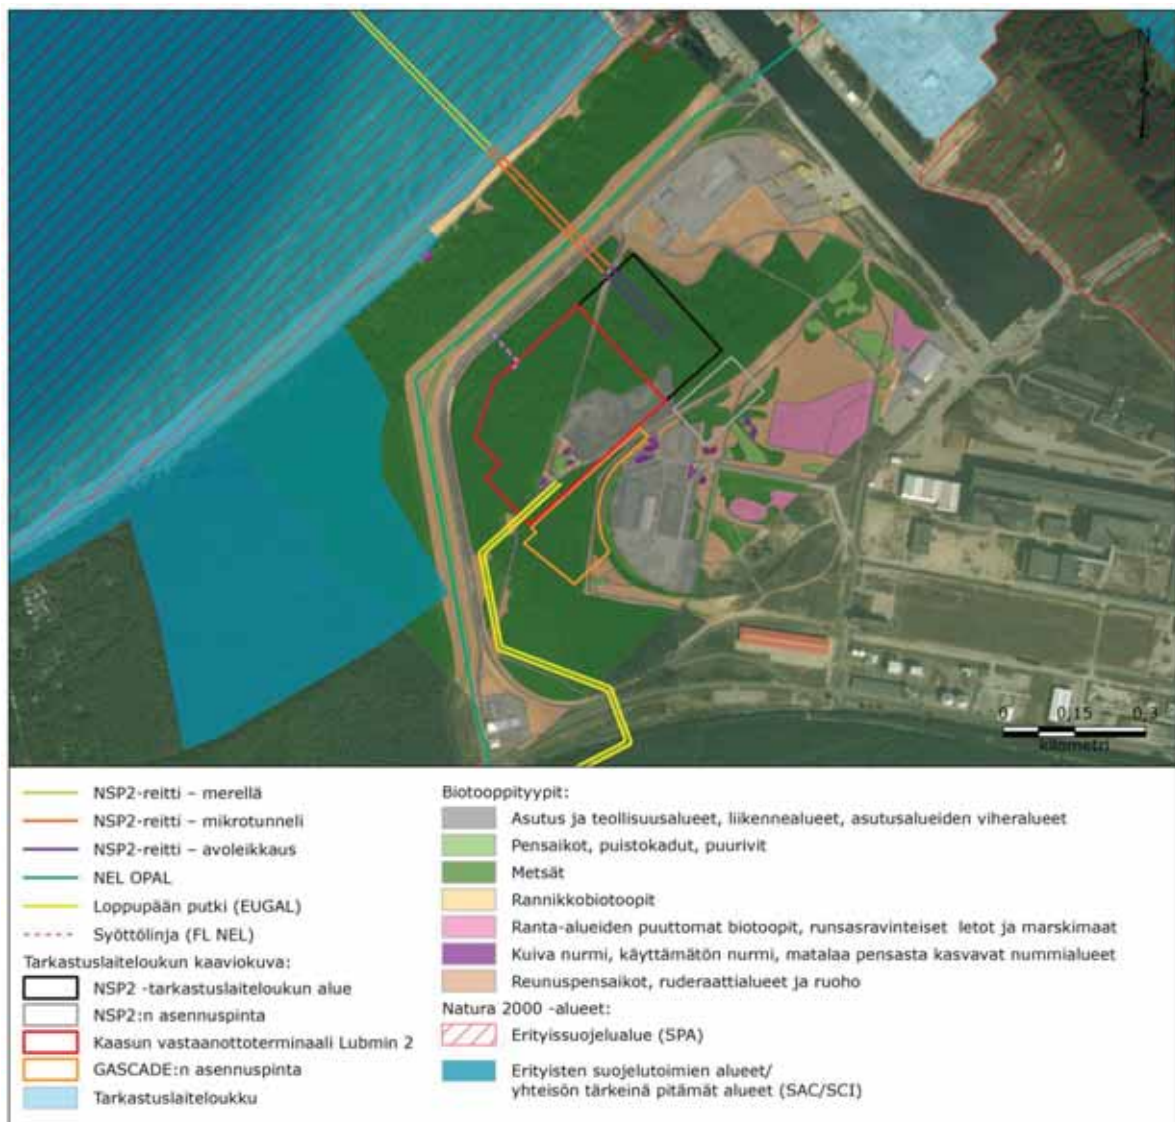 N
0 0,15 0,3
kilometri
NSP2-reitti – merellä
NSP2-reitti – mikrotunneli
NSP2-reitti – avoleikkaus
NEL OPAL
Loppupään putki (EUGAL)
Syöttölinja (FL NEL)
Tarkastuslaiteloukun kaaviokuva:
NSP2 -tarkastuslaiteloukun alue
NSP2:n asennuspinta
Kaasun vastaanottoterminaali Lubmin 2
GASCADE:n asennuspinta
Tarkastuslaiteloukku
Biotooppityypit:
Asutus ja teollisuusalueet, liikennealueet, asutusalueiden viheralueet
Pensaikot, puistokadut, puurivit
Metsät
Rannikkobiotoopit
Ranta-alueiden puuttomat biotoopit, runsasravinteiset letot ja marskimaat
Kuiva nurmi, käyttämätön nurmi, matalaa pensasta kasvavat nummialueet
Reunuspensaikot, ruderaattialueet ja ruoho
Natura 2000 -alueet:
Erityissuojelualue (SPA)
Erityisten suojelutoimien alueet/
yhteisön tärkeinä pitämät alueet (SAC/SCI)